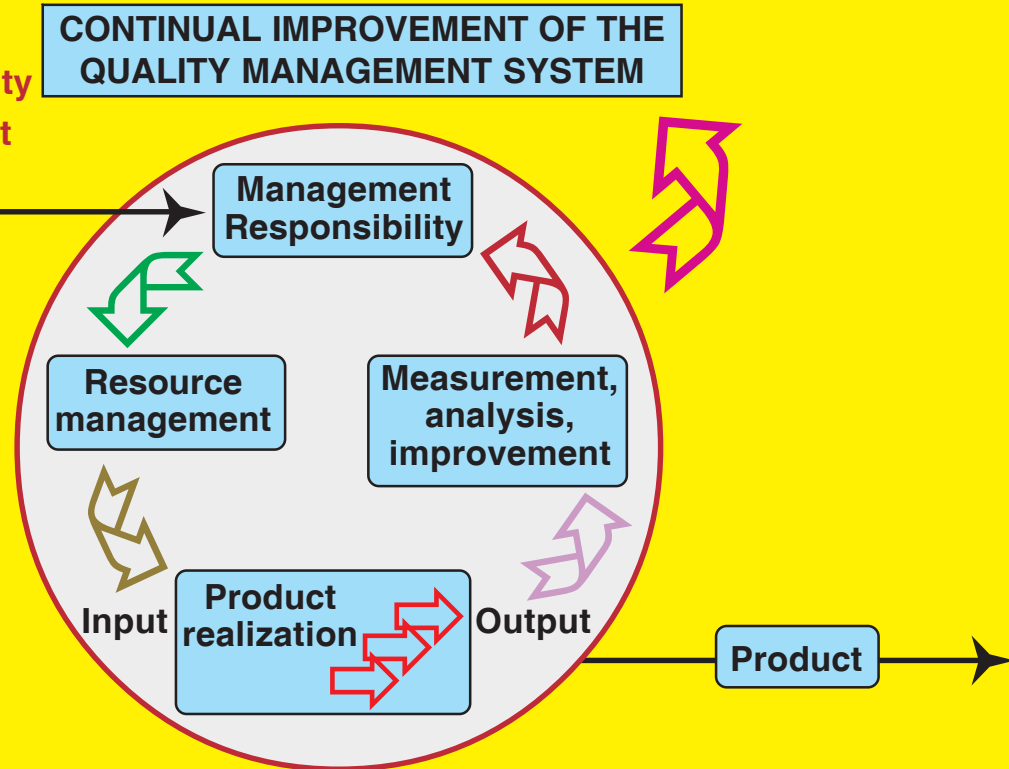 CONTINUAL IMPROVEMENT OF THE
QUALITY MANAGEMENT SYSTEM
ty
t
Management
Responsibility
Resource
management
Measurement,
analysis,
improvement
Input
Product
realization
Output
Product